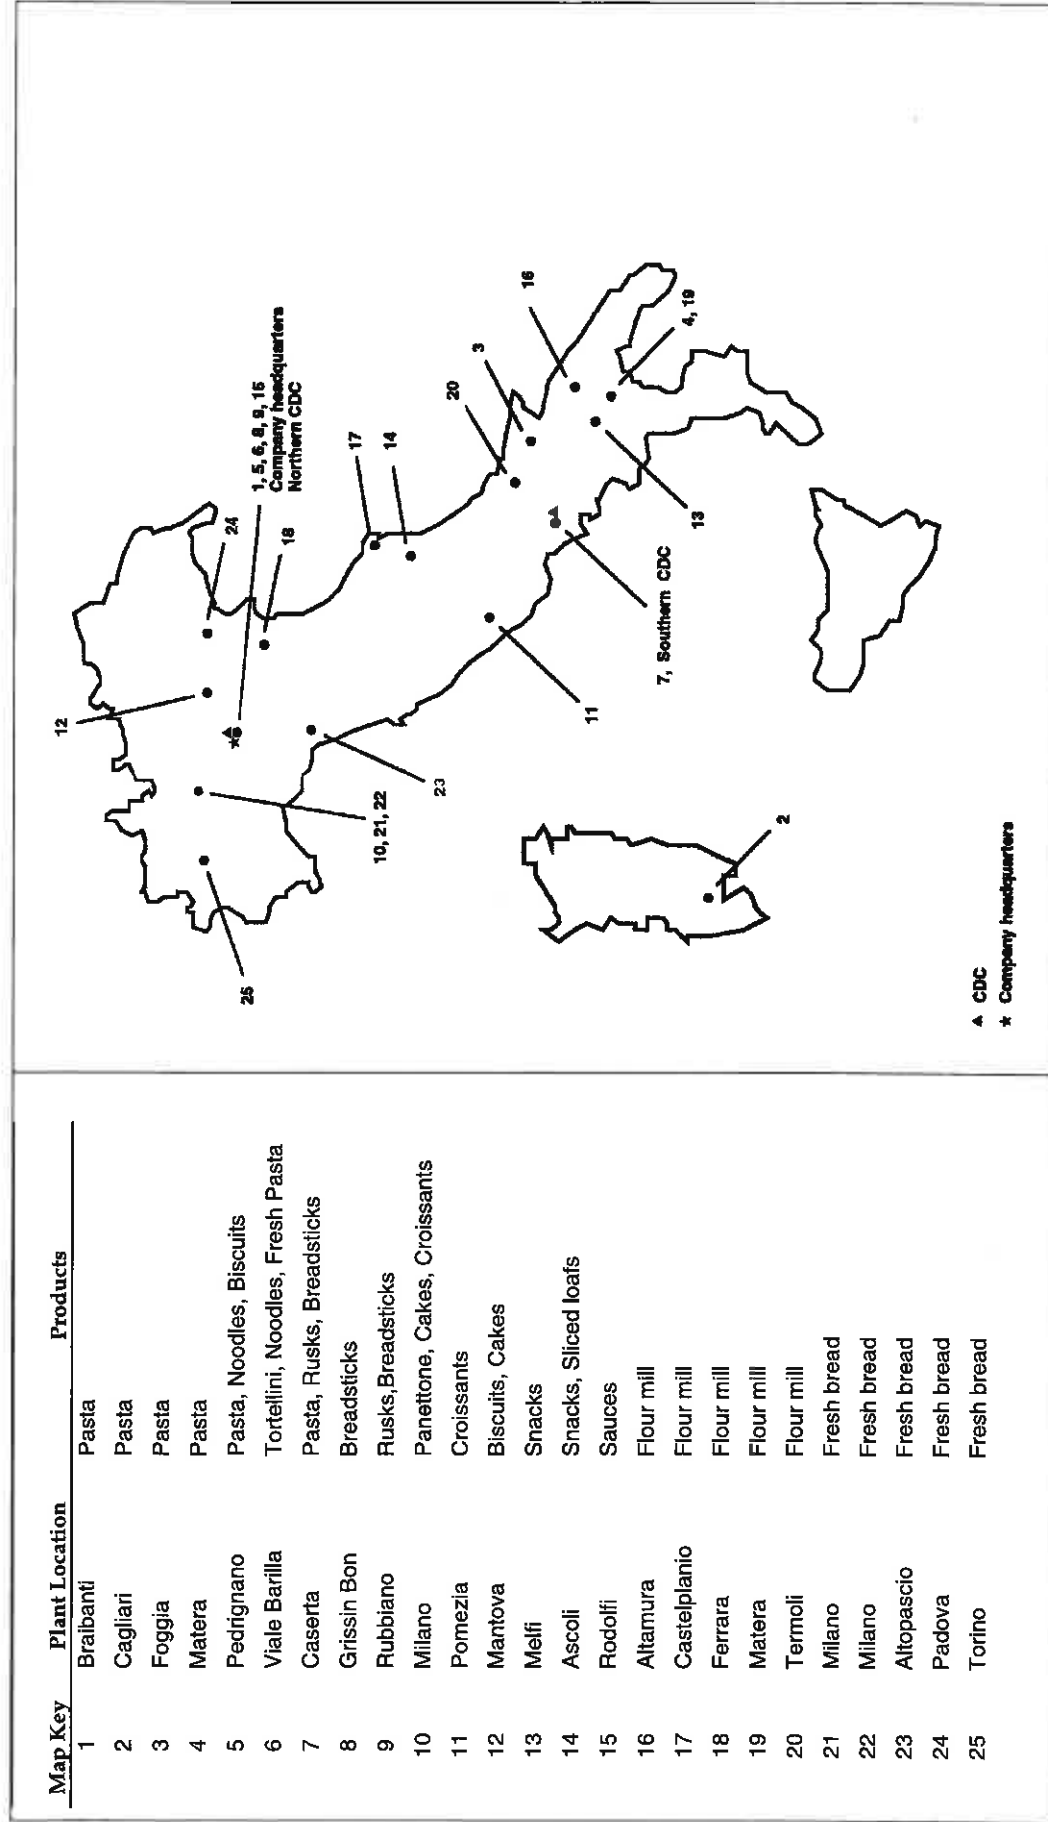 Map Key Plant Location Products
1 Braibanti Pasta
2 Cagliari Pasta
3 Foggia Pasta
4 Matera Pasta
5 Pedrignano Pasta, Noodles, Biscuits
6 Viale Barilla Tortellini, Noodles, Fresh Pasta
7 Caserta Pasta, Rusks, Breadsticks
8 Grissin Bon Breadsticks
9 Rubbiano Rusks,Breadsticks
10 Milano Panettone, Cakes, Croissants
11 Pomezia Croissants
12 Mantova Biscuits, Cakes
13 Melfi Snacks
14 Ascoli Snacks, Sliced loafs
15 Rodolfi Sauces
16 Altamura Flour mill
17 Castelplanio Flour mill
18 Ferrara Flour mill
19 Matera Flour mill
20 Termoli Flour mill
21 Milano Fresh bread
22 Milano Fresh bread
23 Altopascio Fresh bread
24 Padova Fresh bread
25 Torino Fresh bread
12
24
1, 5, 6, 8, 9, 15
Company headquarters
Northern CDC
18
25
10, 21, 22
23
17
14
20
3
16
11
7, Southern CDC
13
4, 19
2
▲ CDC
★ Company headquarters